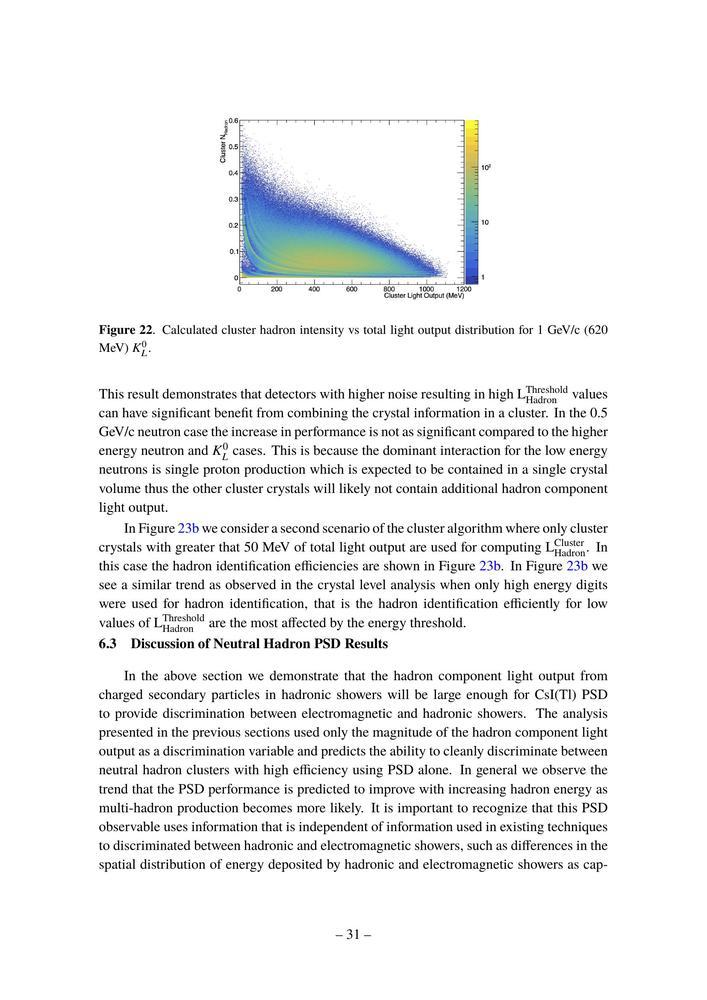 0.6
0.5
0.4
0.3
0.2
0.1
0
Cluster N_Hadron
0 200 400 600 800 1000 1200
Cluster Light Output (MeV)
10²
10
1
Figure 22. Calculated cluster hadron intensity vs total light output distribution for 1 GeV/c (620
MeV) K_L^0.
This result demonstrates that detectors with higher noise resulting in high L_Hadron^Threshold values
can have significant benefit from combining the crystal information in a cluster. In the 0.5
GeV/c neutron case the increase in performance is not as significant compared to the higher
energy neutron and K_L^0 cases. This is because the dominant interaction for the low energy
neutrons is single proton production which is expected to be contained in a single crystal
volume thus the other cluster crystals will likely not contain additional hadron component
light output.
In Figure 23b we consider a second scenario of the cluster algorithm where only cluster
crystals with greater that 50 MeV of total light output are used for computing L_Hadron^Cluster. In
this case the hadron identification efficiencies are shown in Figure 23b. In Figure 23b we
see a similar trend as observed in the crystal level analysis when only high energy digits
were used for hadron identification, that is the hadron identification efficiently for low
values of L_Hadron^Threshold are the most affected by the energy threshold.
6.3 Discussion of Neutral Hadron PSD Results
In the above section we demonstrate that the hadron component light output from
charged secondary particles in hadronic showers will be large enough for CsI(Tl) PSD
to provide discrimination between electromagnetic and hadronic showers. The analysis
presented in the previous sections used only the magnitude of the hadron component light
output as a discrimination variable and predicts the ability to cleanly discriminate between
neutral hadron clusters with high efficiency using PSD alone. In general we observe the
trend that the PSD performance is predicted to improve with increasing hadron energy as
multi-hadron production becomes more likely. It is important to recognize that this PSD
observable uses information that is independent of information used in existing techniques
to discriminated between hadronic and electromagnetic showers, such as differences in the
spatial distribution of energy deposited by hadronic and electromagnetic showers as cap-
– 31 –